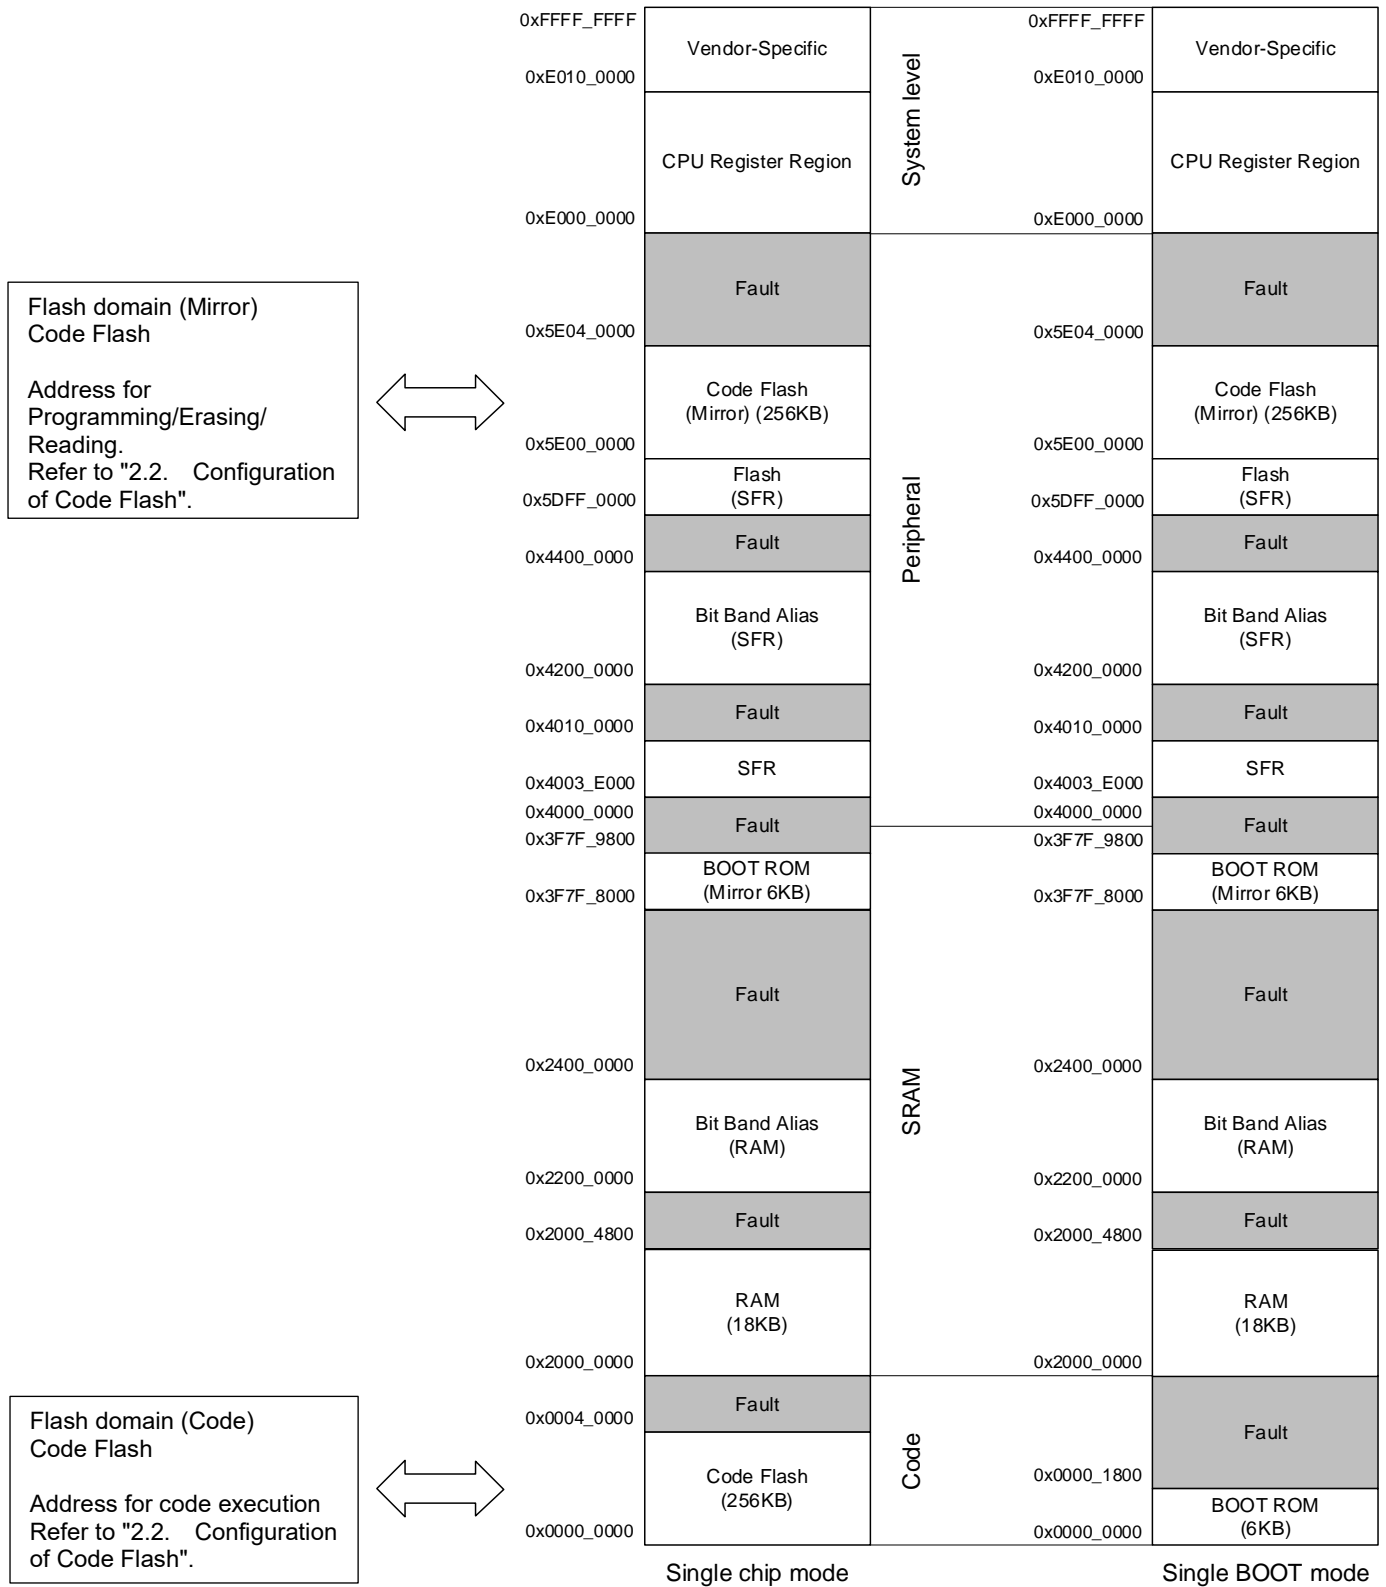 0xFFFF_FFFF
Vendor-Specific
0xE010_0000
CPU Register Region
0xE000_0000
Fault
0x5E04_0000
Code Flash
(Mirror) (256KB)
0x5E00_0000
Flash
(SFR)
0x5DFF_0000
Fault
0x4400_0000
Bit Band Alias
(SFR)
0x4200_0000
Fault
0x4010_0000
SFR
0x4003_E000
0x4000_0000
Fault
0x3F7F_9800
BOOT ROM
(Mirror 6KB)
0x3F7F_8000
Fault
0x2400_0000
Bit Band Alias
(RAM)
0x2200_0000
Fault
0x2000_4800
RAM
(18KB)
0x2000_0000
Fault
0x0004_0000
Code Flash
(256KB)
0x0000_0000
Single chip mode
System level
Peripheral
SRAM
Code
0xFFFF_FFFF
Vendor-Specific
0xE010_0000
CPU Register Region
0xE000_0000
Fault
0x5E04_0000
Code Flash
(Mirror) (256KB)
0x5E00_0000
Flash
(SFR)
0x5DFF_0000
Fault
0x4400_0000
Bit Band Alias
(SFR)
0x4200_0000
Fault
0x4010_0000
SFR
0x4003_E000
0x4000_0000
Fault
0x3F7F_9800
BOOT ROM
(Mirror 6KB)
0x3F7F_8000
Fault
0x2400_0000
Bit Band Alias
(RAM)
0x2200_0000
Fault
0x2000_4800
RAM
(18KB)
0x2000_0000
Fault
0x0000_1800
BOOT ROM
(6KB)
0x0000_0000
Single BOOT mode
Flash domain (Mirror)
Code Flash
Address for
Programming/Erasing/
Reading.
Refer to "2.2. Configuration
of Code Flash".
Flash domain (Code)
Code Flash
Address for code execution
Refer to "2.2. Configuration
of Code Flash".